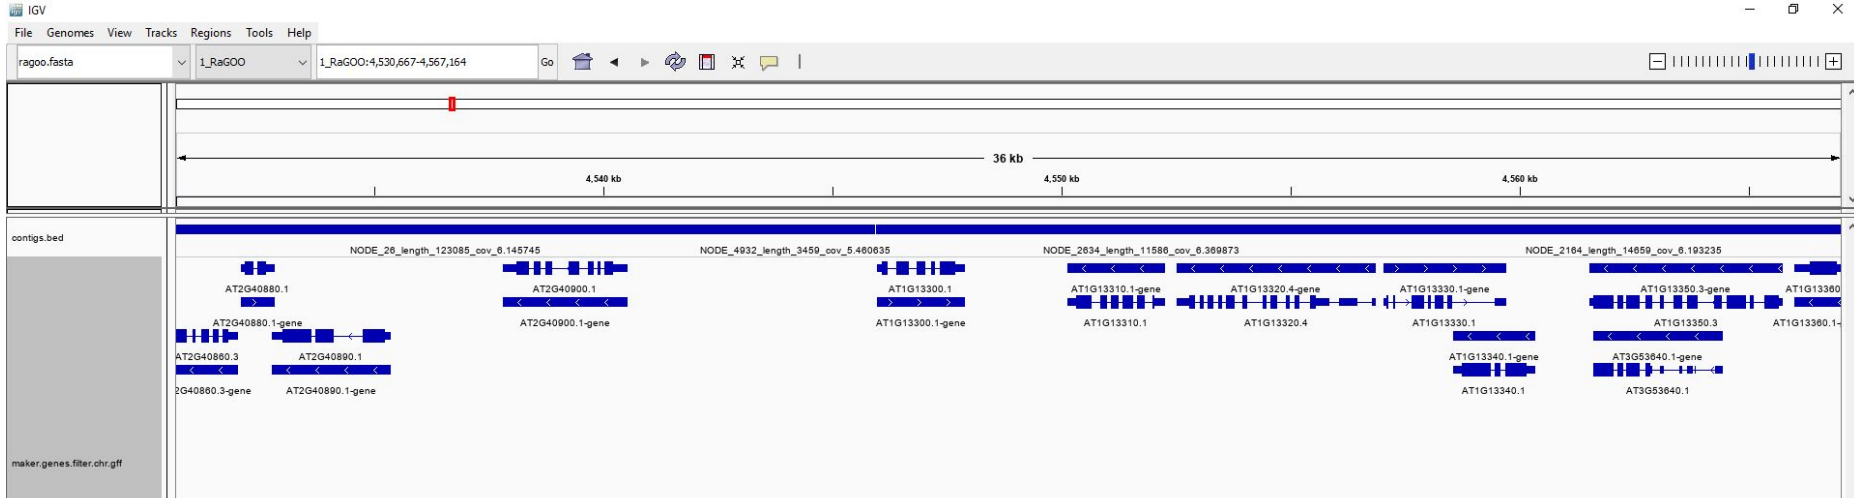 IGV
File Genomes View Tracks Regions Tools Help
ragoo.fasta 1_RaGOO 1_RaGOO:4,530,667-4,567,164 Go
36 kb
4,540 kb 4,550 kb 4,560 kb
contigs.bed
NODE_26_length_123085_cov_6.145745 NODE_4932_length_3459_cov_5.460635 NODE_2634_length_11586_cov_6.369873 NODE_2164_length_14659_cov_6.193235
AT2G40880.1 AT2G40900.1 AT1G13300.1 AT1G13310.1-gene AT1G13320.4-gene AT1G13330.1-gene AT1G13350.3-gene AT1G13360
AT2G40880.1-gene AT2G40900.1-gene AT1G13300.1-gene AT1G13310.1 AT1G13320.4 AT1G13330.1 AT1G13350.3 AT1G13360.1-
AT2G40860.3 AT2G40890.1 AT1G13340.1-gene AT3G53640.1-gene
2G40860.3-gene AT2G40890.1-gene AT1G13340.1 AT3G53640.1
maker.genes.filter.chr.gff